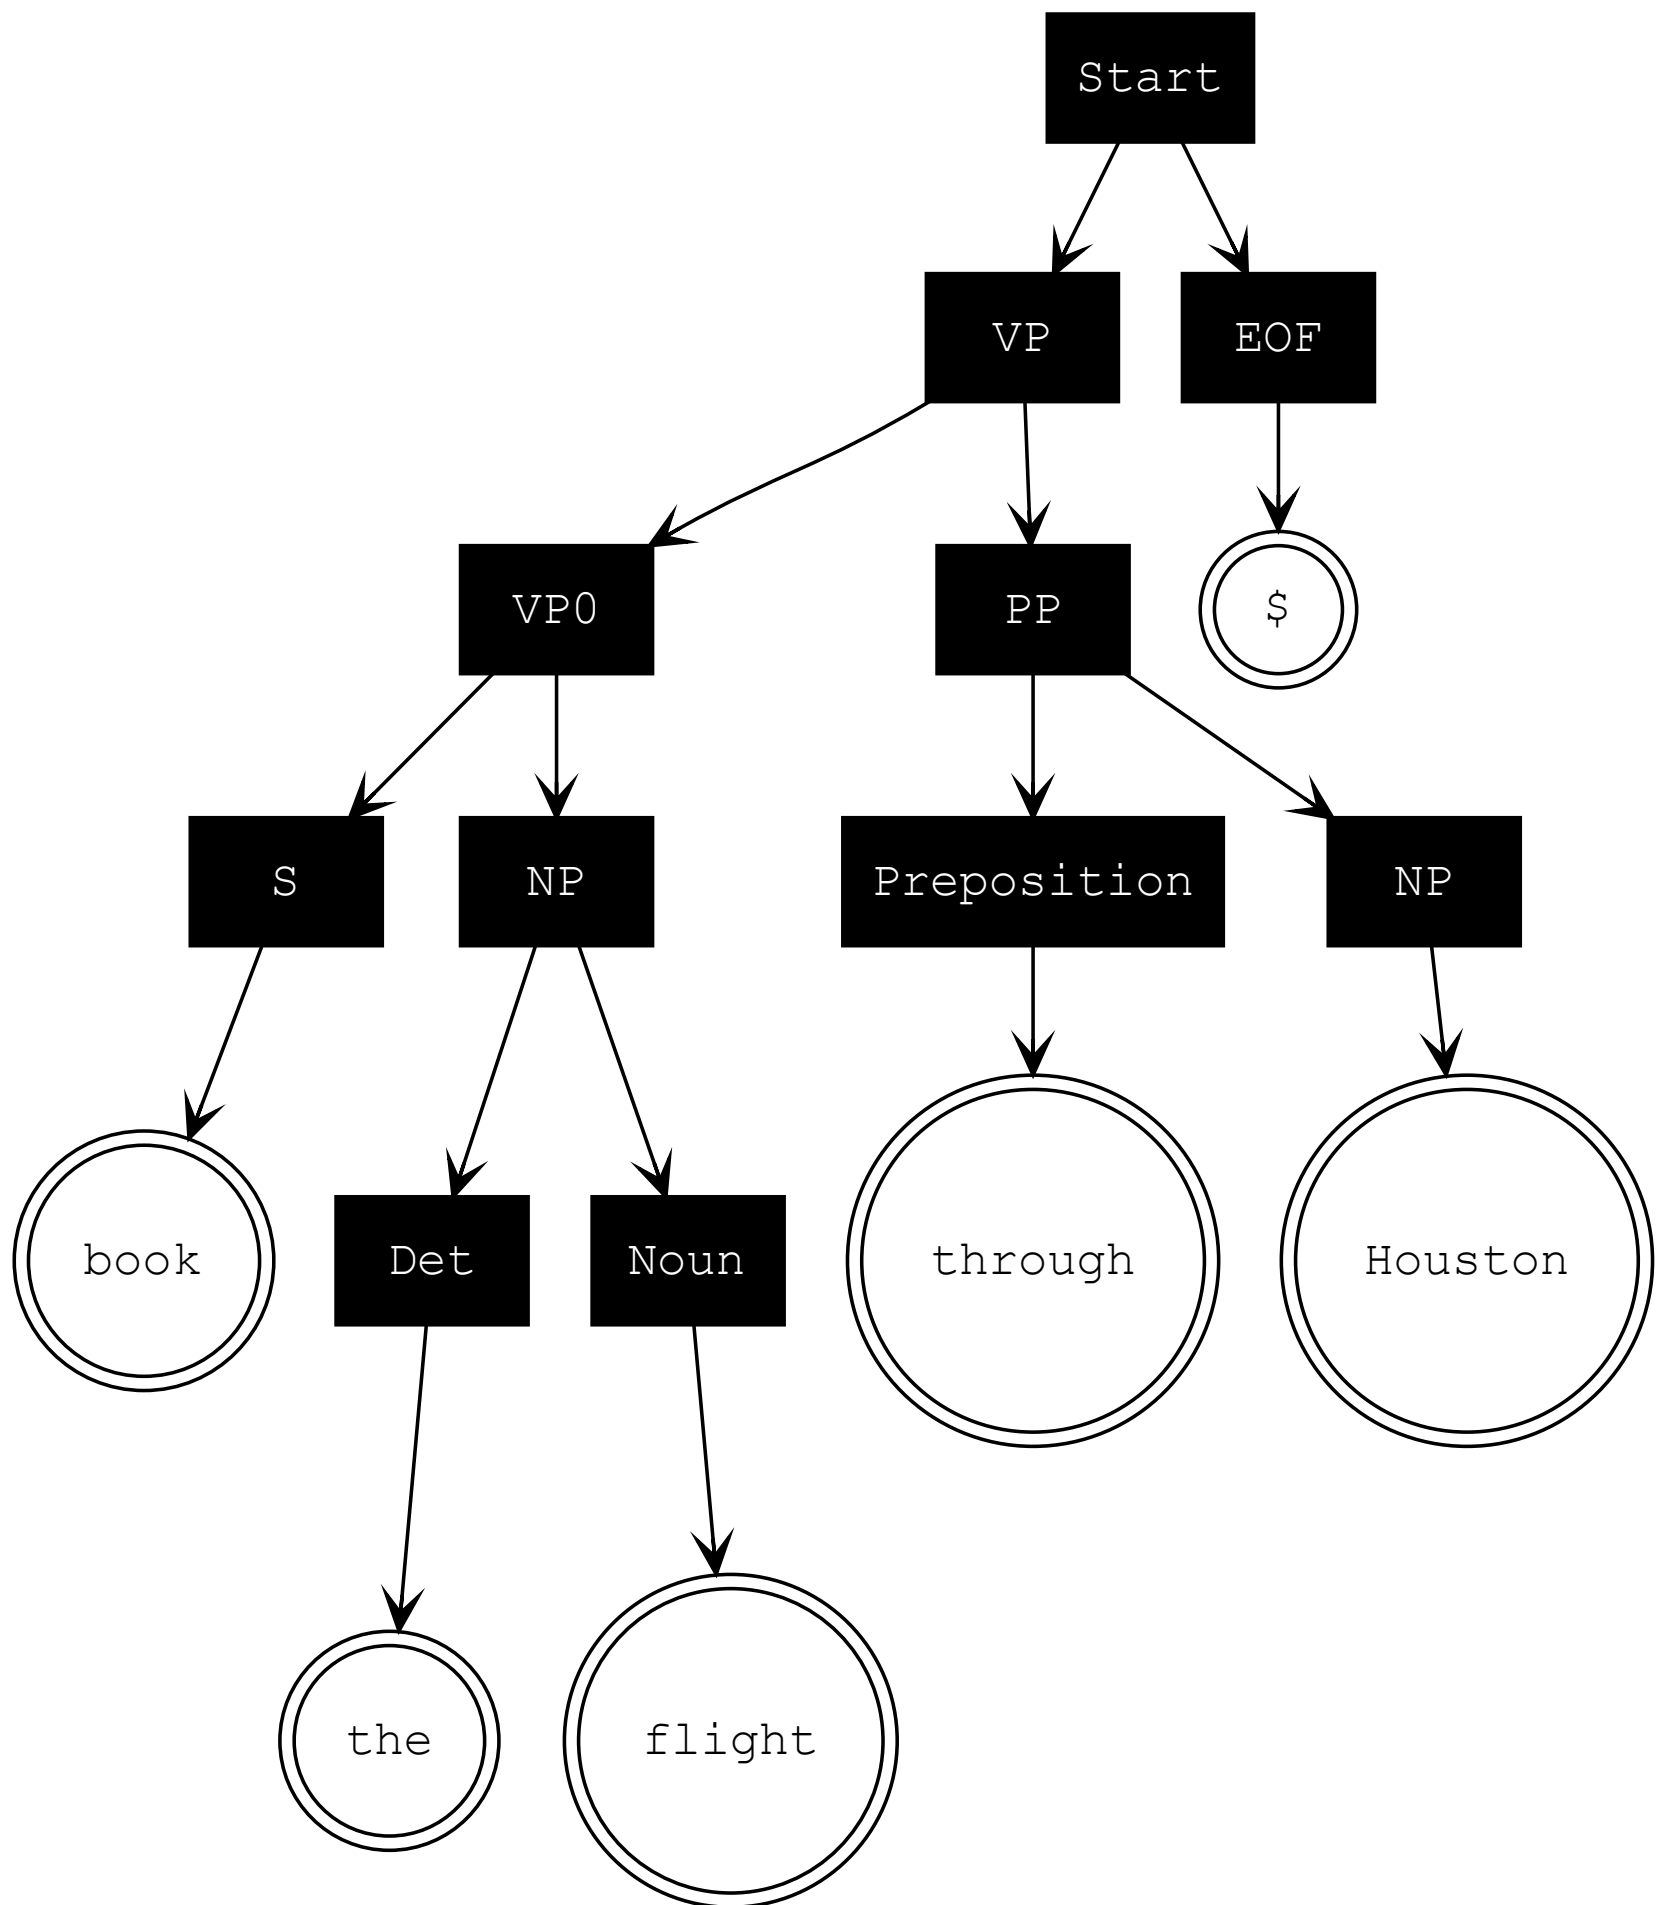 Start
VP EOF
VP0 PP $
S NP Preposition NP
book Det Noun through Houston
the flight